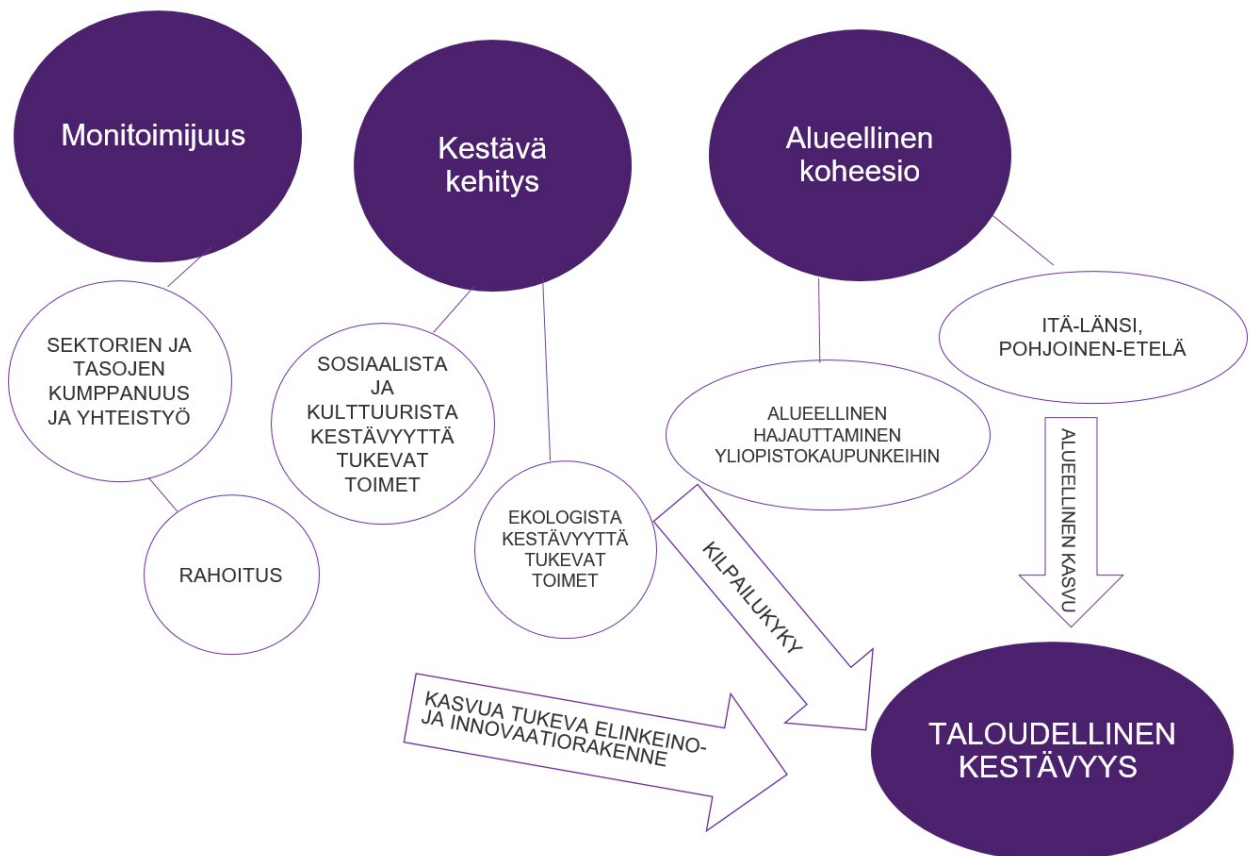 Monitoimijuus
Kestävä
kehitys
Alueellinen
koheesio
SEKTORIEN JA
TASOJEN
KUMPPANUUS
JA YHTEISTYÖ
SOSIAALISTA
JA
KULTTUURISTA
KESTÄVYYTTÄ
TUKEVAT
TOIMET
ITÄ-LÄNSI,
POHJOINEN-ETELÄ
ALUEELLINEN
HAJAUTTAMINEN
YLIOPISTOKAUPUNKEIHIN
RAHOITUS
EKOLOGISTA
KESTÄVYYTTÄ
TUKEVAT
TOIMET
ALUEELLINEN KASVU
KILPAILUKYKY
KASVUA TUKEVA ELINKEINO-
JA INNOVAATIORAKENNE
TALOUDELLINEN
KESTÄVYYS